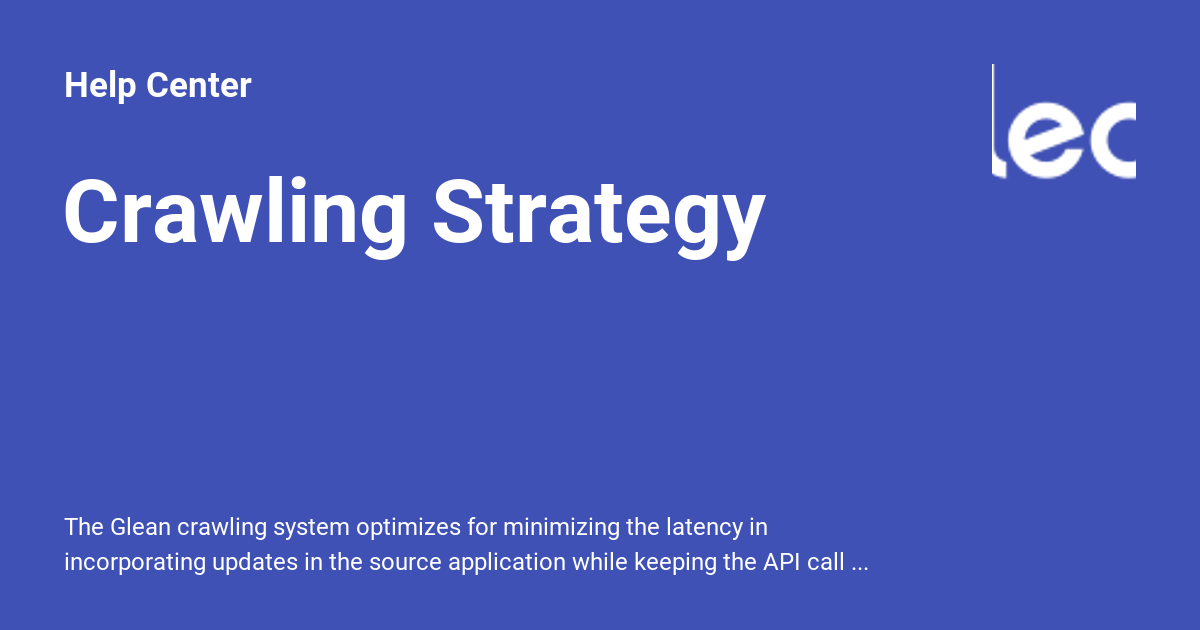 Help Center
lea
Crawling Strategy
The Glean crawling system optimizes for minimizing the latency in
incorporating updates in the source application while keeping the API call ...